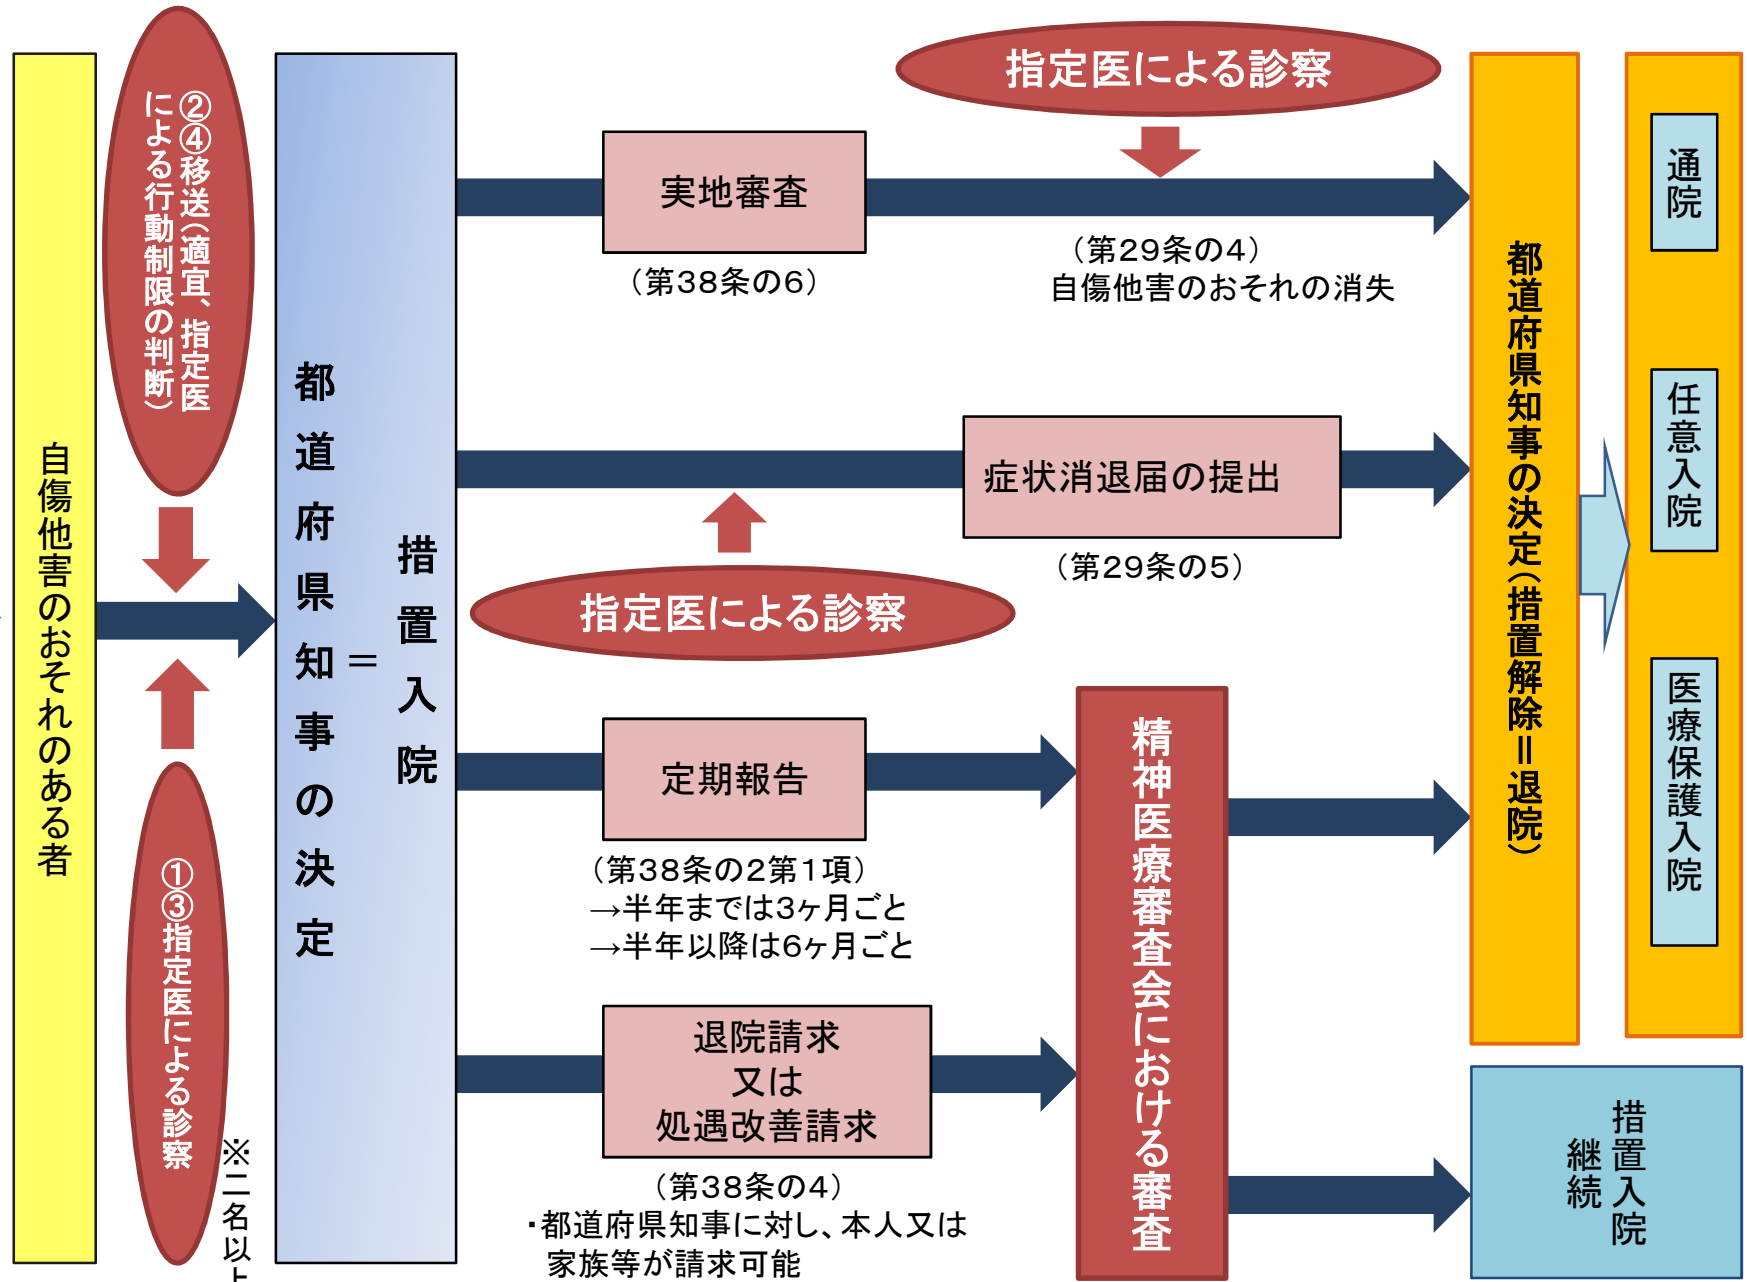 自傷他害のおそれのある者
②④移送（適宜、指定医
による行動制限の判断）
①③指定医による診察
※二名以上
都道府県知事の決定
＝
措置入院
指定医による診察
実地審査
（第38条の6）
（第29条の4）
自傷他害のおそれの消失
症状消退届の提出
（第29条の5）
指定医による診察
定期報告
（第38条の2第1項）
→半年までは3ヶ月ごと
→半年以降は6ヶ月ごと
退院請求
又は
処遇改善請求
（第38条の4）
・都道府県知事に対し、本人又は
家族等が請求可能
精神医療審査会における審査
都道府県知事の決定（措置解除＝退院）
通院
任意入院
医療保護入院
措置入院
継続